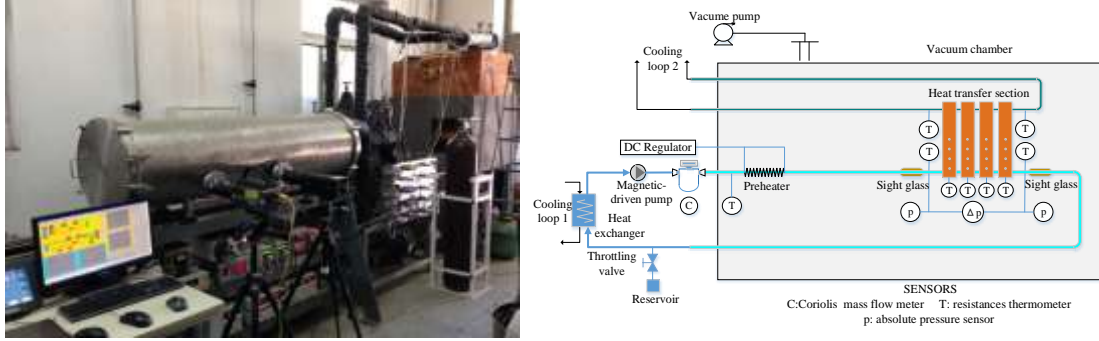 Vacume pump
Cooling
loop 2
Vacuum chamber
Heat transfer section
T
T
T
T
DC Regulator
Magnetic-
driven pump
Preheater
Sight glass
Sight glass
T
T
T
T
C
T
p
Δ p
p
Cooling
loop 1
Heat
exchanger
Throttling
valve
Reservoir
SENSORS
C:Coriolis mass flow meter T: resistances thermometer
p: absolute pressure sensor